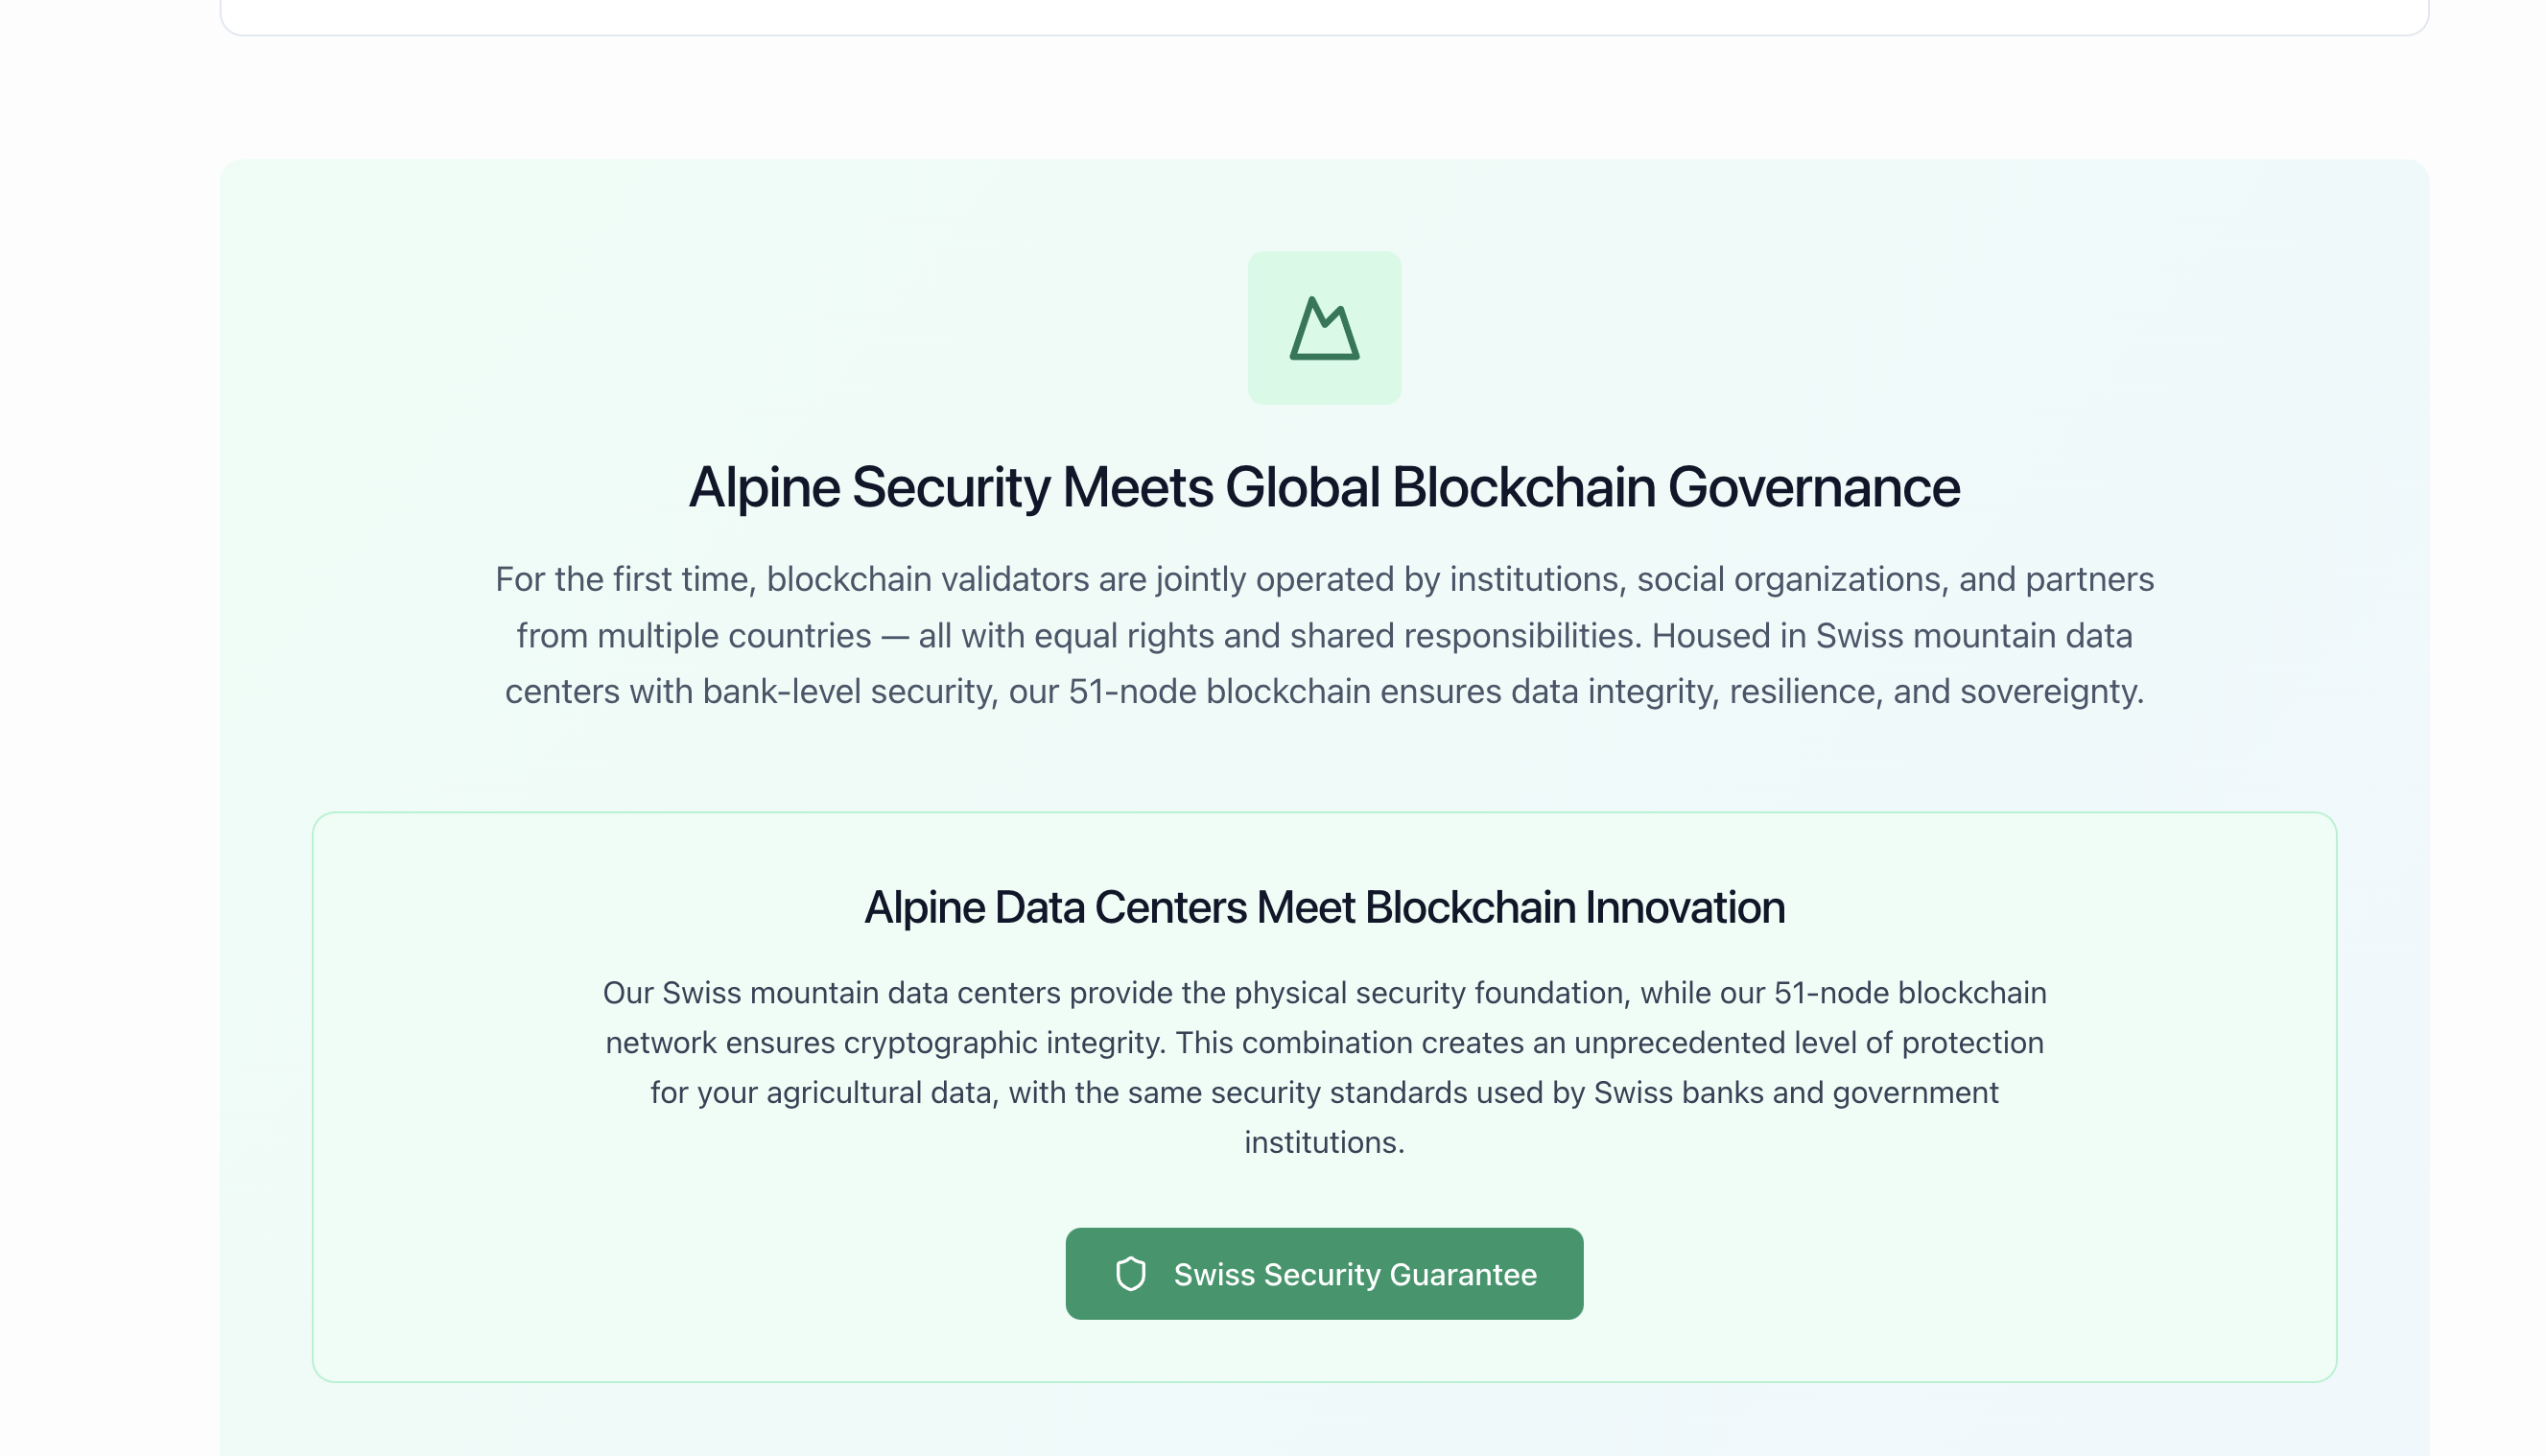 Alpine Security Meets Global Blockchain Governance
For the first time, blockchain validators are jointly operated by institutions, social organizations, and partners
from multiple countries — all with equal rights and shared responsibilities. Housed in Swiss mountain data
centers with bank-level security, our 51-node blockchain ensures data integrity, resilience, and sovereignty.
Alpine Data Centers Meet Blockchain Innovation
Our Swiss mountain data centers provide the physical security foundation, while our 51-node blockchain
network ensures cryptographic integrity. This combination creates an unprecedented level of protection
for your agricultural data, with the same security standards used by Swiss banks and government
institutions.
Swiss Security Guarantee